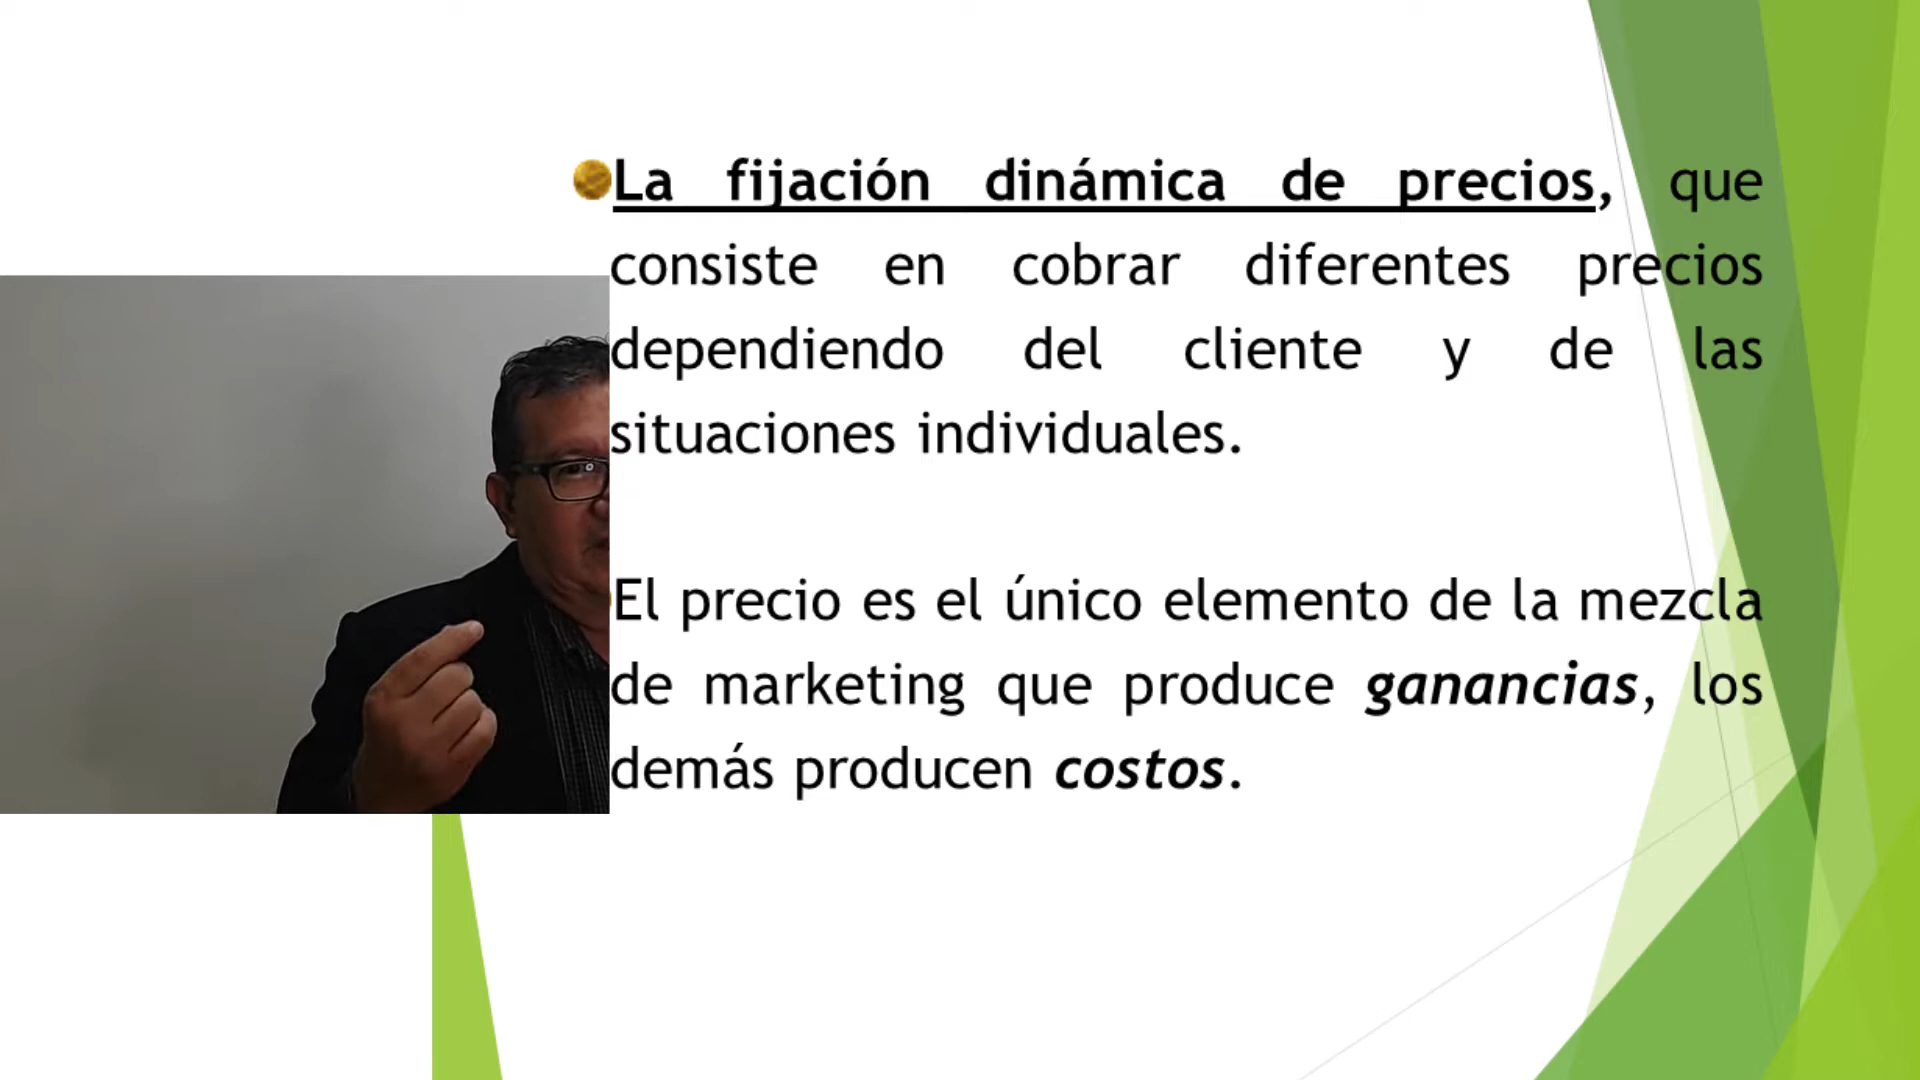 La fijación dinámica de precios, que
consiste en cobrar diferentes precios
dependiendo del cliente y de las
situaciones individuales.
El precio es el único elemento de la mezcla
de marketing que produce ganancias, los
demás producen costos.